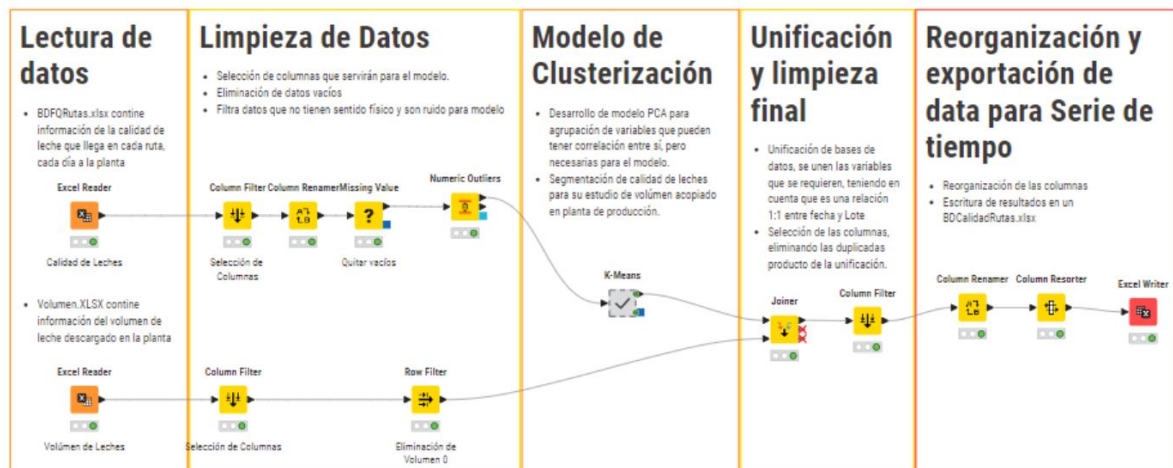 Lectura de
datos
• BDFQRutas.xlsx contine
información de la calidad de
leche que llega en cada ruta,
cada día a la planta
Excel Reader
Calidad de Leches
• Volumen.XLSX contine
información del volumen de
leche descargado en la planta
Excel Reader
Volúmen de Leches
Limpieza de Datos
• Selección de columnas que servirán para el modelo.
• Eliminación de datos vacíos
• Filtra datos que no tienen sentido físico y son ruido para modelo
Column Filter
Selección de
Columnas
Column Renamer
Missing Value
Quitar vacíos
Numeric Outliers
Column Filter
Selección de Columnas
Row Filter
Eliminación de
Volumen 0
Modelo de
Clusterización
• Desarrollo de modelo PCA para
agrupación de variables que pueden
tener correlación entre sí, pero
necesarias para el modelo.
• Segmentación de calidad de leches
para su estudio de volúmen acopiado
en planta de producción.
K-Means
Unificación
y limpieza
final
• Unificación de bases de
datos, se unen las variables
que se requieren, teniendo en
cuenta que es una relación
1:1 entre fecha y Lote
• Selección de las columnas,
eliminando las duplicadas
producto de la unificación.
Joiner
Column Filter
Reorganización y
exportación de
data para Serie de
tiempo
• Reorganización de las columnas
• Escritura de resultados en un
BDCalidadRutas.xlsx
Column Renamer
Column Resorter
Excel Writer